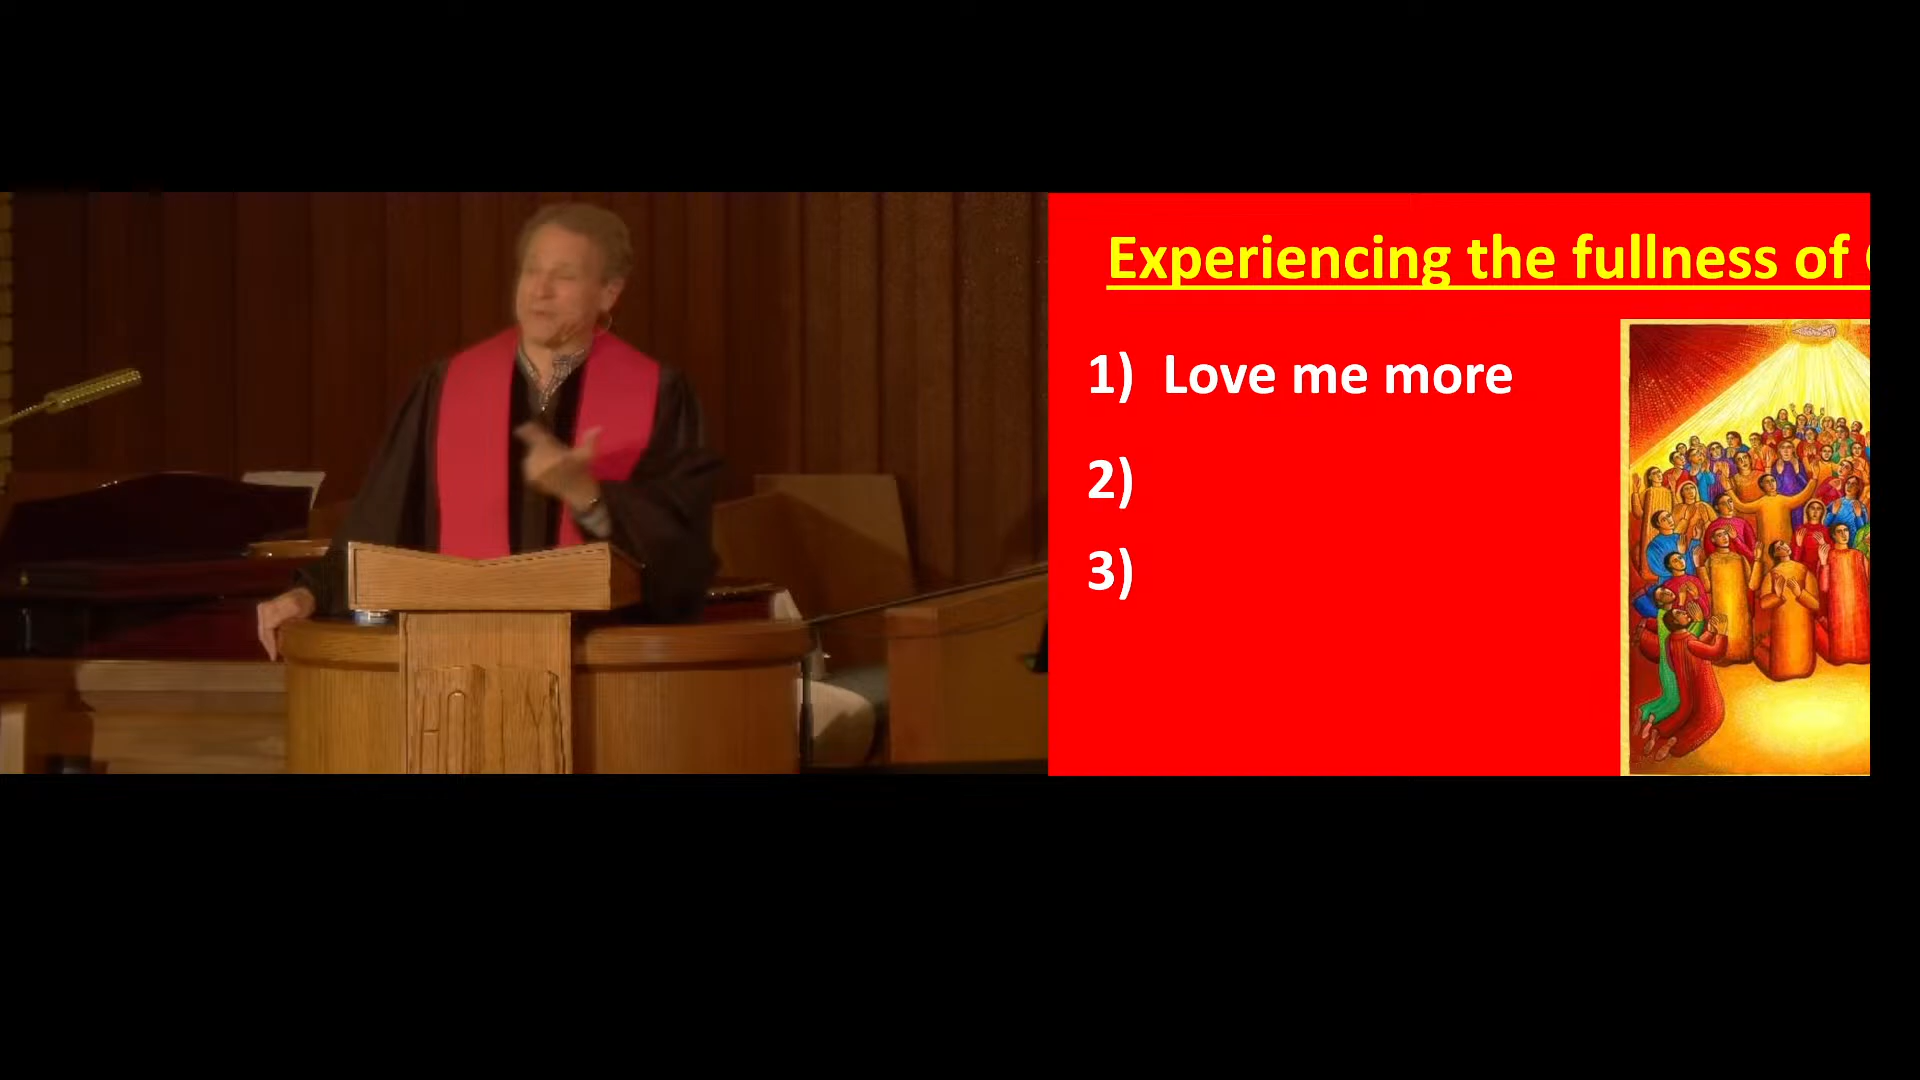 Experiencing the fullness of
1) Love me more
2)
3)